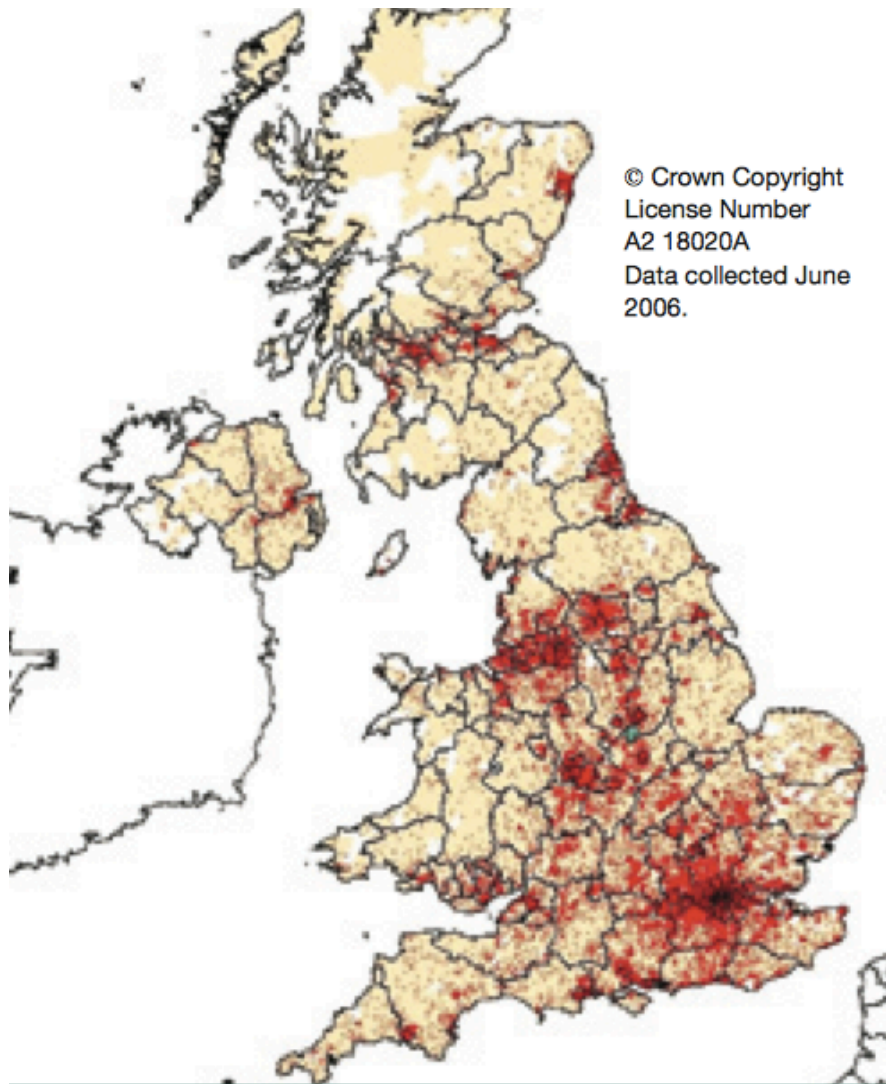 © Crown Copyright
License Number
A2 18020A
Data collected June
2006.